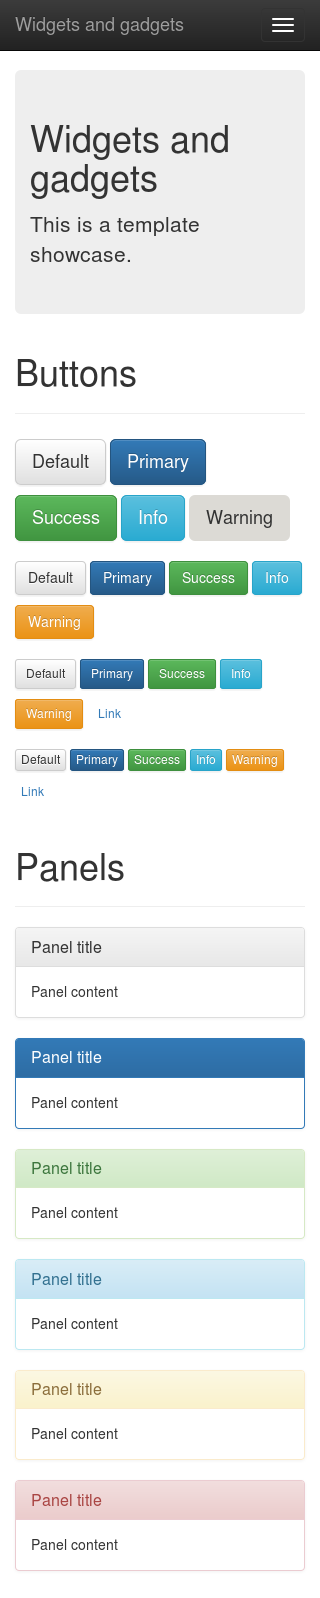 Widgets and gadgets
Widgets and
gadgets
This is a template
showcase.
Buttons
Default Primary
Success Info Warning
Default Primary Success Info
Warning
Default Primary Success Info
Warning Link
Default Primary Success Info Warning
Link
Panels
Panel title
Panel content
Panel title
Panel content
Panel title
Panel content
Panel title
Panel content
Panel title
Panel content
Panel title
Panel content